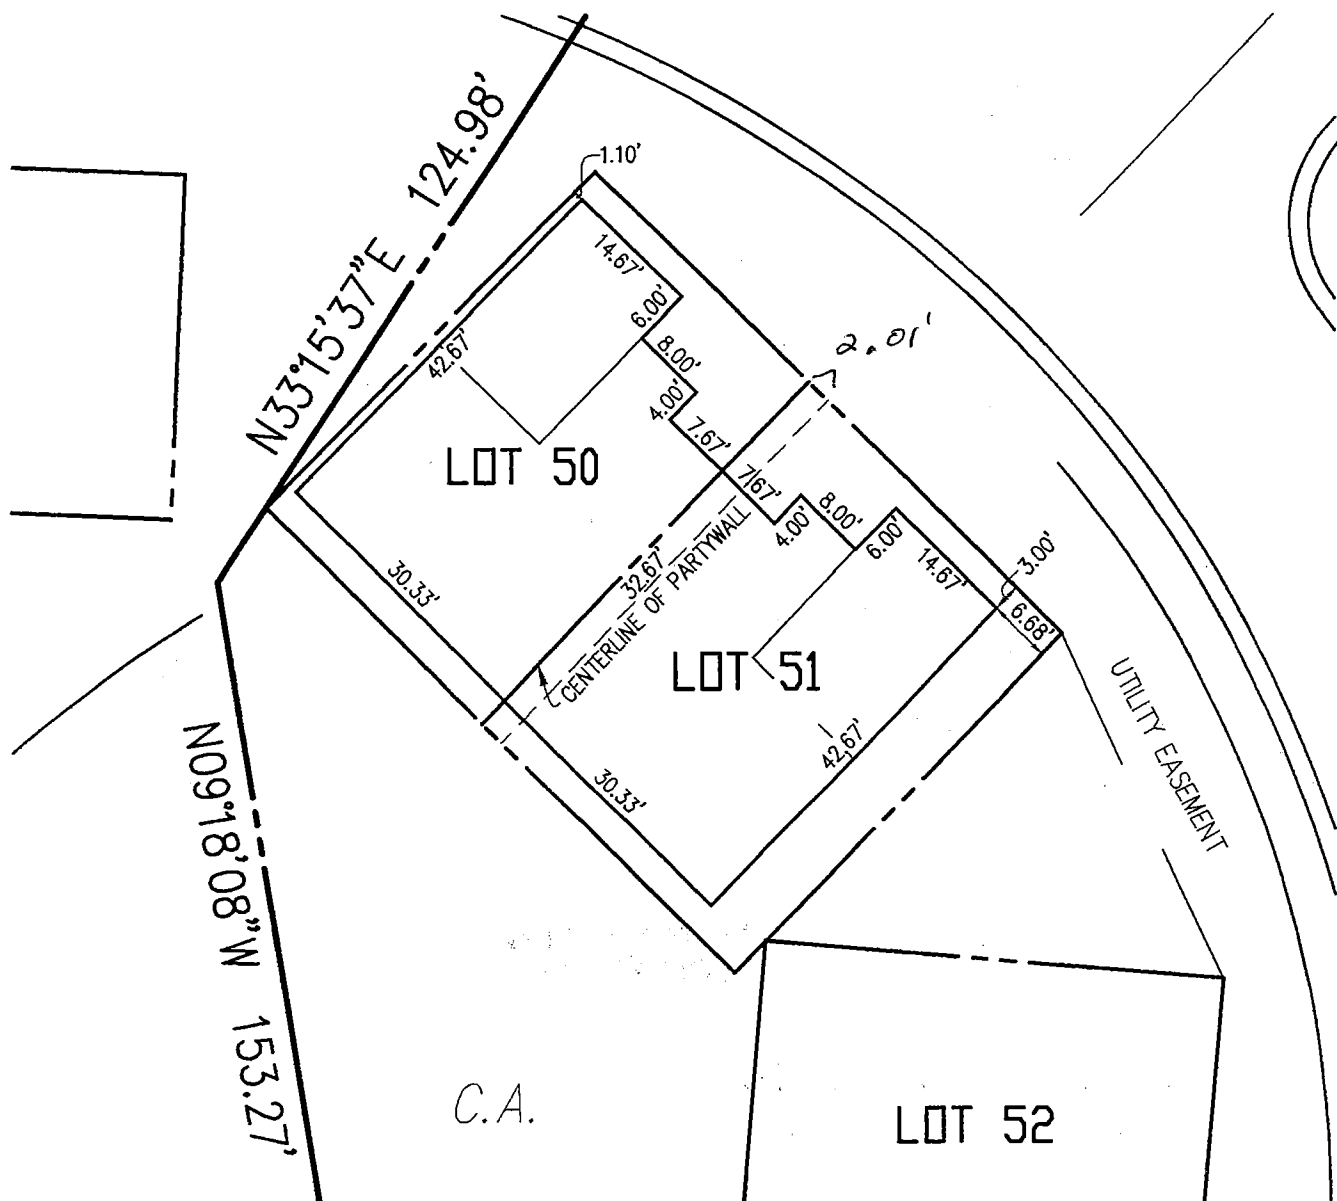 N33°15'37"E 124.98'
1.10'
14.67'
6.00'
42.67'
8.00'
4.00'
7.67'
2.01'
LOT 50
7.67'
4.00'
8.00'
6.00'
14.67'
3.00'
6.68'
30.33'
32.67'
CENTERLINE OF PARTYWALL
LOT 51
42.67'
30.33'
UTILITY EASEMENT
N09°18'08"W 153.27'
C.A.
LOT 52